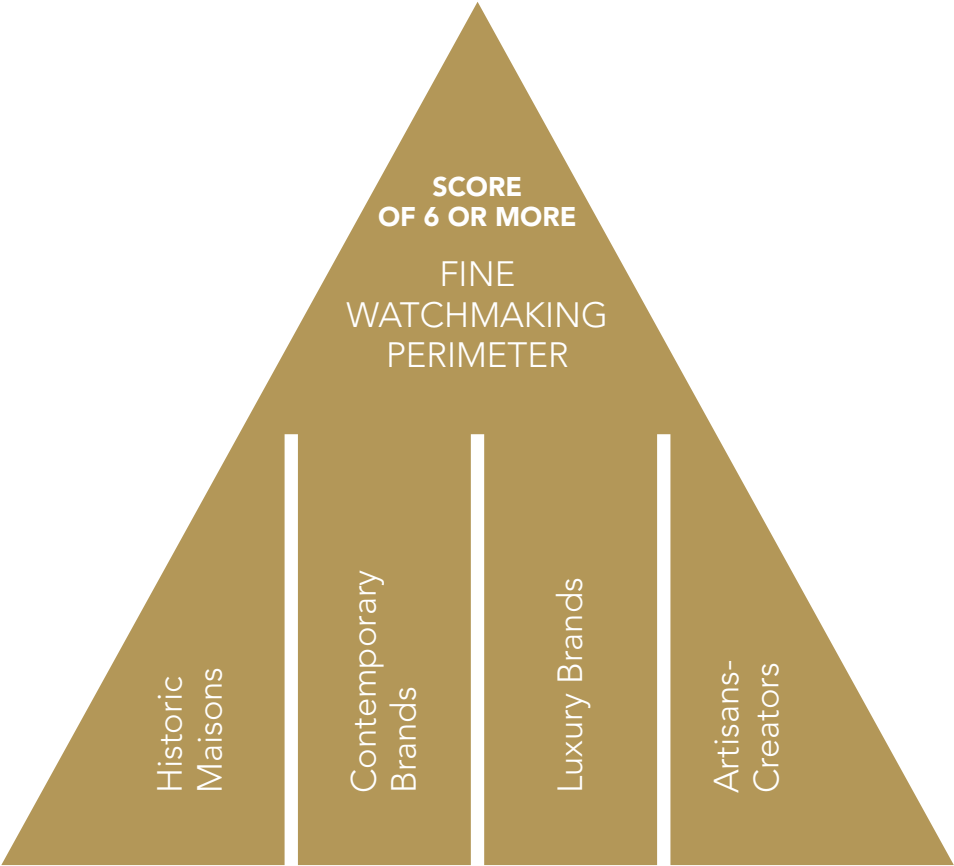 SCORE
OF 6 OR MORE
FINE
WATCHMAKING
PERIMETER
Historic
Maisons
Contemporary
Brands
Luxury Brands
Artisans-
Creators